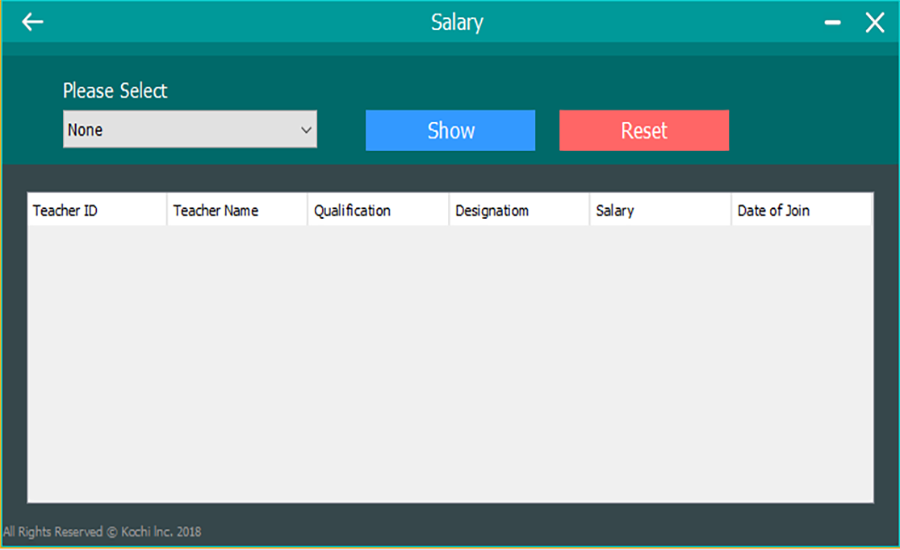 Salary
Please Select
None
Show
Reset
Teacher ID
Teacher Name
Qualification
Designatiom
Salary
Date of Join
All Rights Reserved © Kochi Inc. 2018